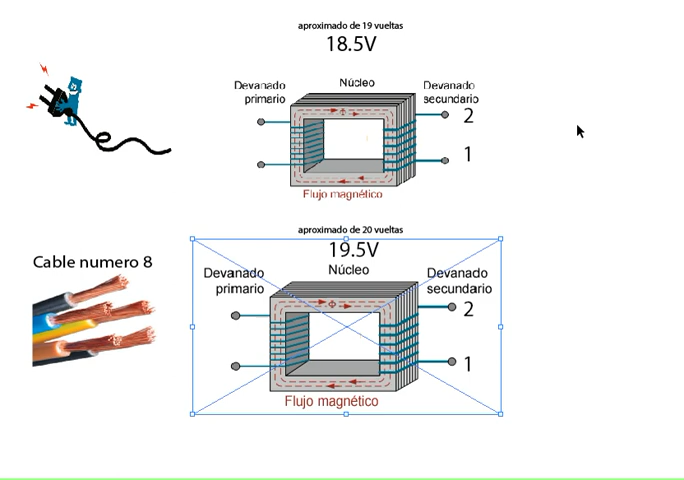 aproximado de 19 vueltas
18.5V
Devanado
primario
Núcleo
Devanado
secundario
2
1
Φ
Flujo magnético
aproximado de 20 vueltas
19.5V
Cable numero 8
Devanado
primario
Núcleo
Devanado
secundario
2
1
Φ
Flujo magnético